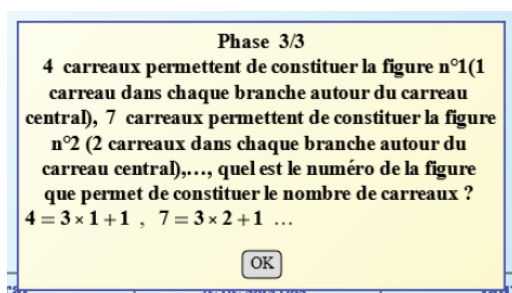 Phase 3/3
4 carreaux permettent de constituer la figure n°1(1
carreau dans chaque branche autour du carreau
central), 7 carreaux permettent de constituer la figure
n°2 (2 carreaux dans chaque branche autour du
carreau central),..., quel est le numéro de la figure
que permet de constituer le nombre de carreaux ?
4 = 3 × 1 + 1 , 7 = 3 × 2 + 1 ...
OK